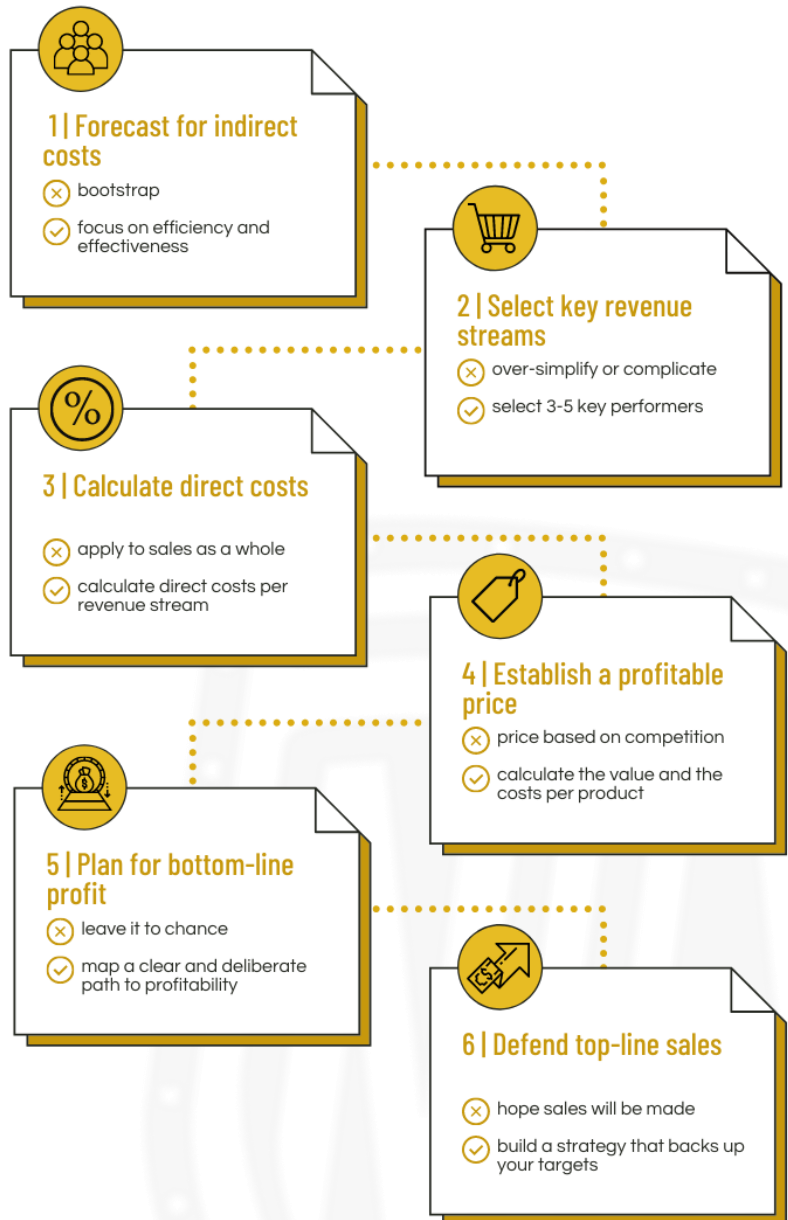 1 | Forecast for indirect
costs
bootstrap
focus on efficiency and
effectiveness
2 | Select key revenue
streams
over-simplify or complicate
select 3-5 key performers
%
3 | Calculate direct costs
apply to sales as a whole
calculate direct costs per
revenue stream
4 | Establish a profitable
price
price based on competition
calculate the value and the
costs per product
$
5 | Plan for bottom-line
profit
leave it to chance
map a clear and deliberate
path to profitability
C$
6 | Defend top-line sales
hope sales will be made
build a strategy that backs up
your targets